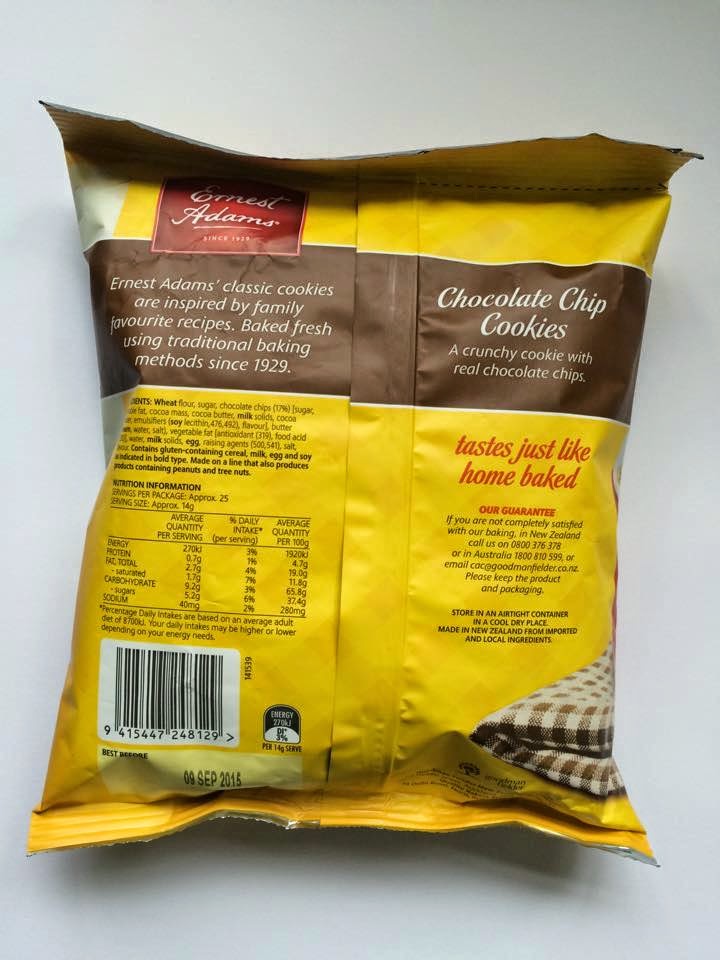 Ernest
Adams
SINCE 1929
Ernest Adams' classic cookies
are inspired by family
favourite recipes. Baked fresh
using traditional baking
methods since 1929.
Wheat flour, sugar, chocolate chips (17%) [sugar,
fat, cocoa mass, cocoa butter, milk solids, cocoa
emulsifiers (soy lecithin,476,492), flavour], butter
water, salt), vegetable fat [antioxidant (319), food acid
water, milk solids, egg, raising agents (500,541), salt,
Contains gluten-containing cereal, milk, egg and soy
as indicated in bold type. Made on a line that also produces
products containing peanuts and tree nuts.
NUTRITION INFORMATION
SERVINGS PER PACKAGE: Approx. 25
SERVING SIZE: Approx. 14g
AVERAGE QUANTITY PER SERVING % DAILY INTAKE* (per serving) AVERAGE QUANTITY PER 100g
ENERGY 270kJ 3% 1920kJ
PROTEIN 0.7g 1% 4.7g
FAT, TOTAL 2.7g 4% 19.0g
- saturated 1.7g 7% 11.8g
CARBOHYDRATE 9.2g 3% 65.8g
- sugars 5.2g 6% 37.4g
SODIUM 40mg 2% 280mg
*Percentage Daily Intakes are based on an average adult
diet of 8700kJ. Your daily intakes may be higher or lower
depending on your energy needs.
141539
9 415447 248129 >
ENERGY
270kJ
DI*
3%
PER 14g SERVE
BEST BEFORE
09 SEP 2015
Chocolate Chip
Cookies
A crunchy cookie with
real chocolate chips.
tastes just like
home baked
OUR GUARANTEE
If you are not completely satisfied
with our baking, in New Zealand
call us on 0800 376 378
or in Australia 1800 810 599, or
email cac@goodmanfielder.co.nz.
Please keep the product
and packaging.
STORE IN AN AIRTIGHT CONTAINER
IN A COOL DRY PLACE.
MADE IN NEW ZEALAND FROM IMPORTED
AND LOCAL INGREDIENTS.
goodman
fielder